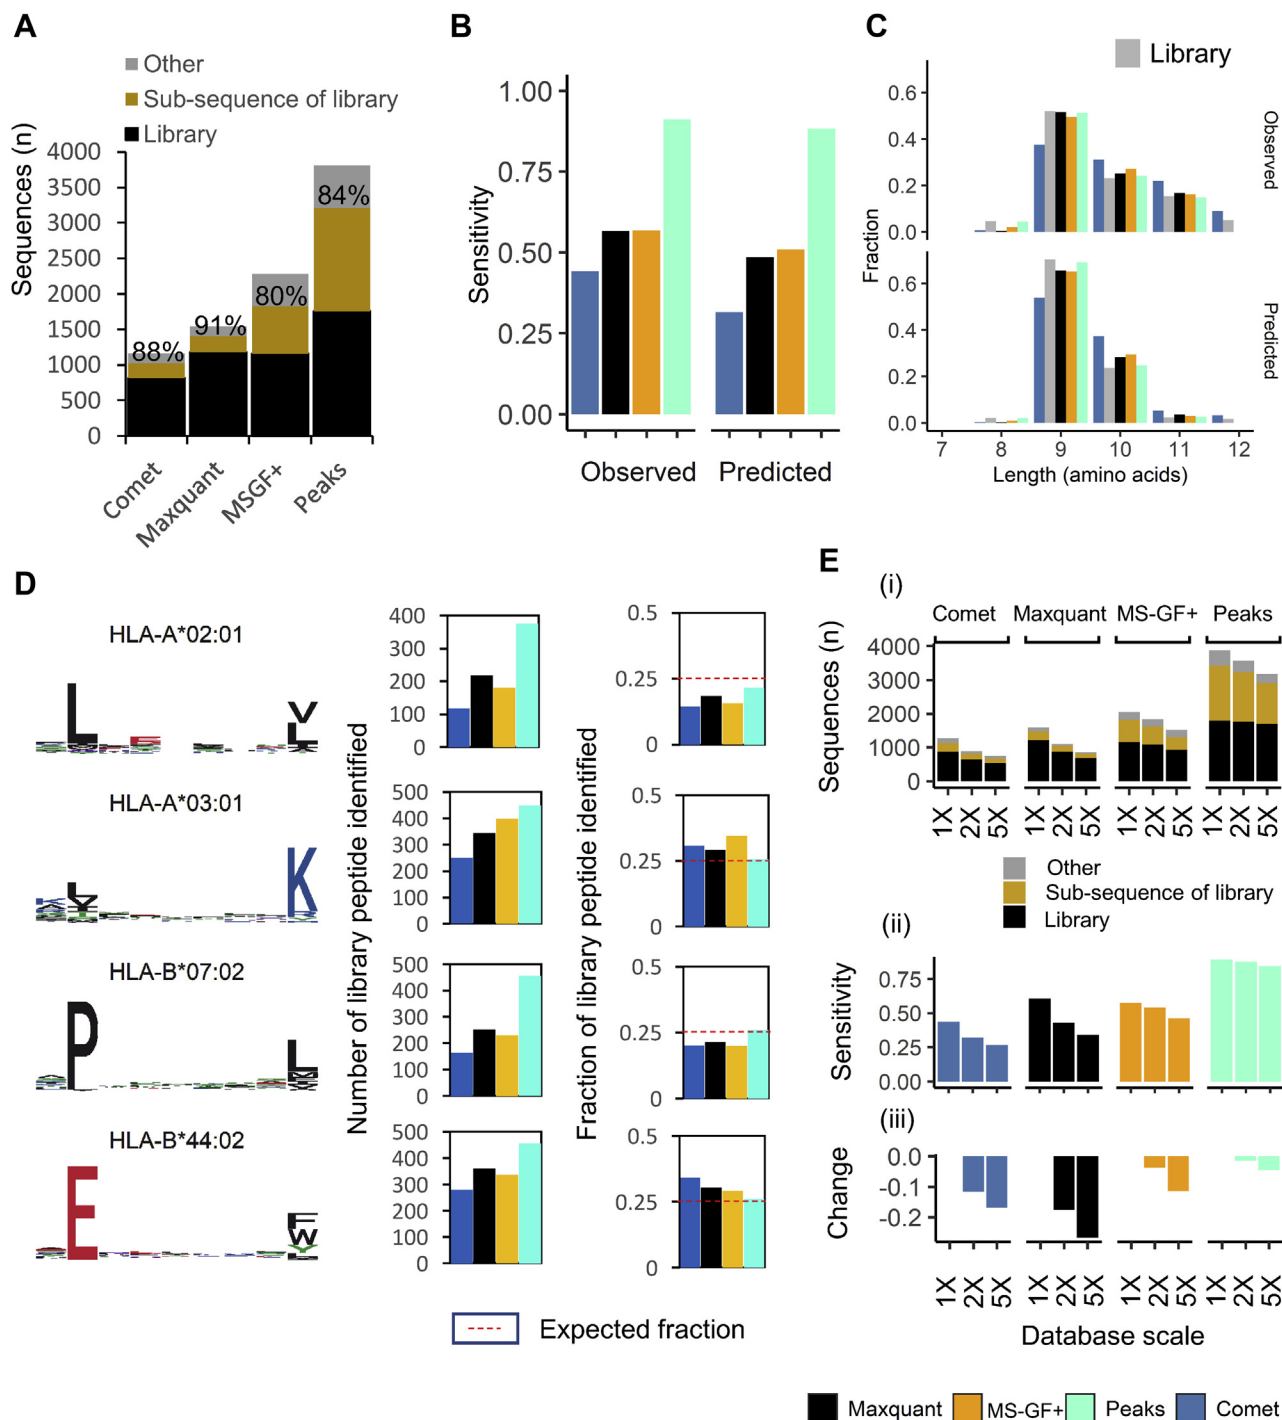 A
Other
Sub-sequence of library
Library
Sequences (n)
4000
3500
3000
2500
2000
1500
1000
500
0
88%
91%
80%
84%
Comet
Maxquant
MSGF+
Peaks
B
Sensitivity
1.00
0.75
0.50
0.25
0.00
Observed
Predicted
C
Library
Fraction
0.6
0.4
0.2
0.0
Observed
0.6
0.4
0.2
0.0
Predicted
7
8
9
10
11
12
Length (amino acids)
D
HLA-A*02:01
HLA-A*03:01
HLA-B*07:02
HLA-B*44:02
L
V
L
K
L
P
L
E
F
W
Number of library peptide identified
400
300
200
100
0
500
400
300
200
100
0
500
400
300
200
100
0
500
400
300
200
100
0
Fraction of library peptide identified
0.5
0.25
0
0.5
0.25
0
0.5
0.25
0
0.5
0.25
0
Expected fraction
E
(i)
Comet
Maxquant
MS-GF+
Peaks
Sequences (n)
4000
3000
2000
1000
0
1X
2X
5X
1X
2X
5X
1X
2X
5X
1X
2X
5X
Other
Sub-sequence of library
Library
(ii)
Sensitivity
0.75
0.50
0.25
0.00
(iii)
Change
0.0
-0.1
-0.2
1X
2X
5X
1X
2X
5X
1X
2X
5X
1X
2X
5X
Database scale
Maxquant
MS-GF+
Peaks
Comet